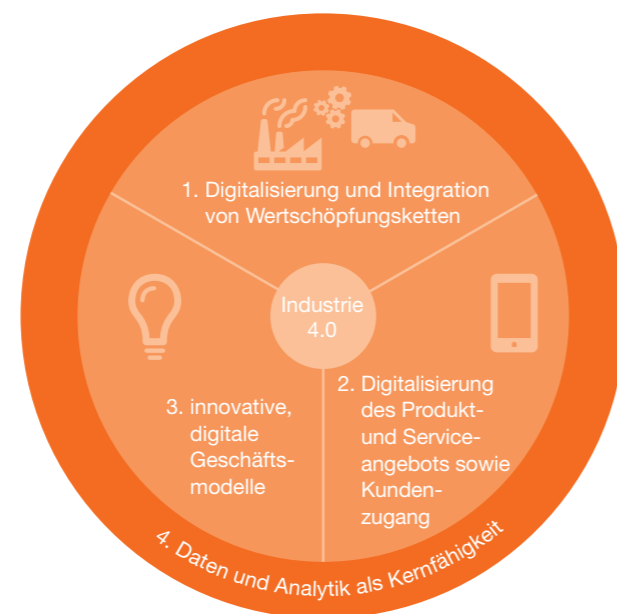 1. Digitalisierung und Integration
von Wertschöpfungsketten
Industrie
4.0
2. Digitalisierung
des Produkt-
und Service-
angebots sowie
Kunden-
zugang
3. innovative,
digitale
Geschäfts-
modelle
4. Daten und Analytik als Kernfähigkeit